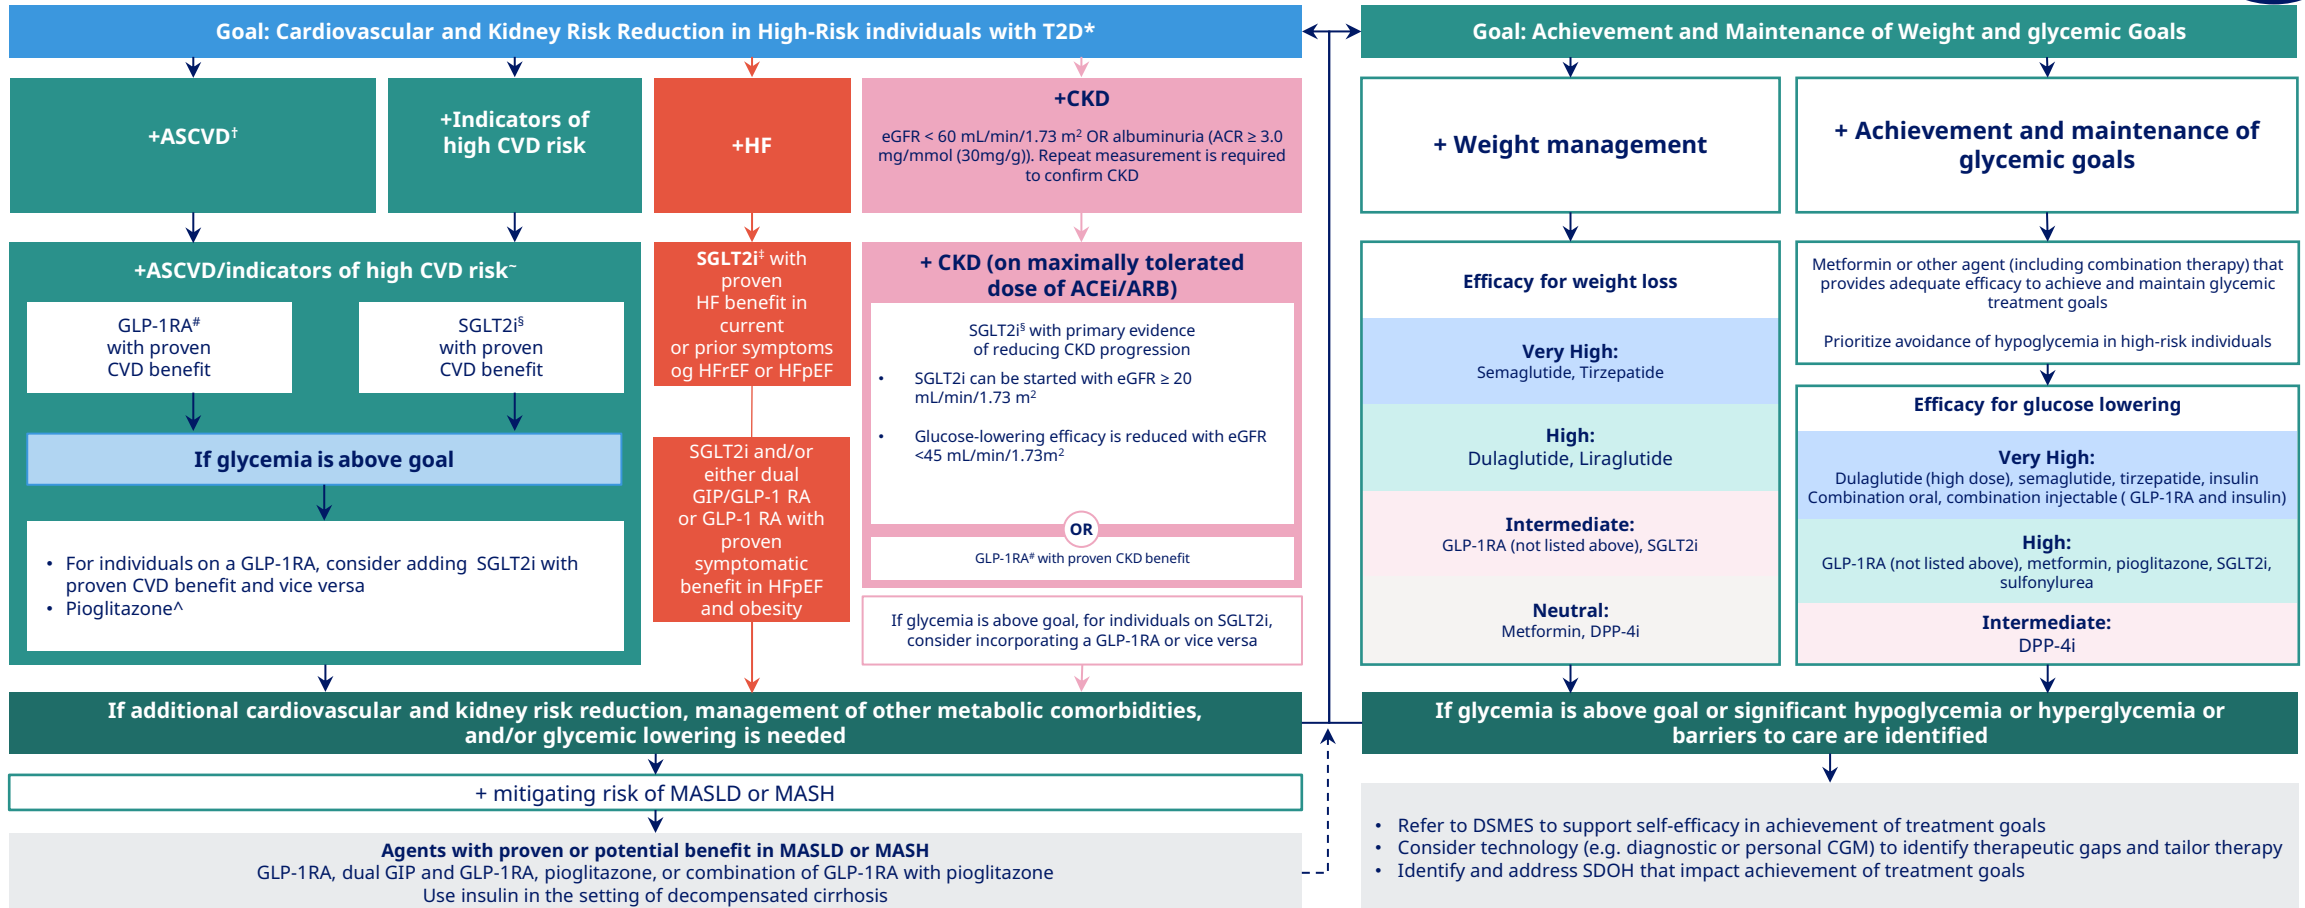 Goal: Cardiovascular and Kidney Risk Reduction in High-Risk individuals with T2D*
+ASCVD†
+Indicators of
high CVD risk
+HF
+CKD
eGFR < 60 mL/min/1.73 m² OR albuminuria (ACR ≥ 3.0
mg/mmol (30mg/g)). Repeat measurement is required
to confirm CKD
+ASCVD/indicators of high CVD risk~
GLP-1RA#
with proven
CVD benefit
SGLT2i§
with proven
CVD benefit
If glycemia is above goal
• For individuals on a GLP-1RA, consider adding SGLT2i with
proven CVD benefit and vice versa
• Pioglitazone^
SGLT2i‡ with
proven
HF benefit in
current
or prior symptoms
og HFrEF or HFpEF
SGLT2i and/or
either dual
GIP/GLP-1 RA
or GLP-1 RA with
proven
symptomatic
benefit in HFpEF
and obesity
+ CKD (on maximally tolerated
dose of ACEi/ARB)
SGLT2i§ with primary evidence
of reducing CKD progression
• SGLT2i can be started with eGFR ≥ 20
mL/min/1.73 m²
• Glucose-lowering efficacy is reduced with eGFR
<45 mL/min/1.73m²
OR
GLP-1RA# with proven CKD benefit
If glycemia is above goal, for individuals on SGLT2i,
consider incorporating a GLP-1RA or vice versa
If additional cardiovascular and kidney risk reduction, management of other metabolic comorbidities,
and/or glycemic lowering is needed
+ mitigating risk of MASLD or MASH
Agents with proven or potential benefit in MASLD or MASH
GLP-1RA, dual GIP and GLP-1RA, pioglitazone, or combination of GLP-1RA with pioglitazone
Use insulin in the setting of decompensated cirrhosis
Goal: Achievement and Maintenance of Weight and glycemic Goals
+ Weight management
+ Achievement and maintenance of
glycemic goals
Efficacy for weight loss
Very High:
Semaglutide, Tirzepatide
High:
Dulaglutide, Liraglutide
Intermediate:
GLP-1RA (not listed above), SGLT2i
Neutral:
Metformin, DPP-4i
Metformin or other agent (including combination therapy) that
provides adequate efficacy to achieve and maintain glycemic
treatment goals
Prioritize avoidance of hypoglycemia in high-risk individuals
Efficacy for glucose lowering
Very High:
Dulaglutide (high dose), semaglutide, tirzepatide, insulin
Combination oral, combination injectable ( GLP-1RA and insulin)
High:
GLP-1RA (not listed above), metformin, pioglitazone, SGLT2i,
sulfonylurea
Intermediate:
DPP-4i
If glycemia is above goal or significant hypoglycemia or hyperglycemia or
barriers to care are identified
• Refer to DSMES to support self-efficacy in achievement of treatment goals
• Consider technology (e.g. diagnostic or personal CGM) to identify therapeutic gaps and tailor therapy
• Identify and address SDOH that impact achievement of treatment goals